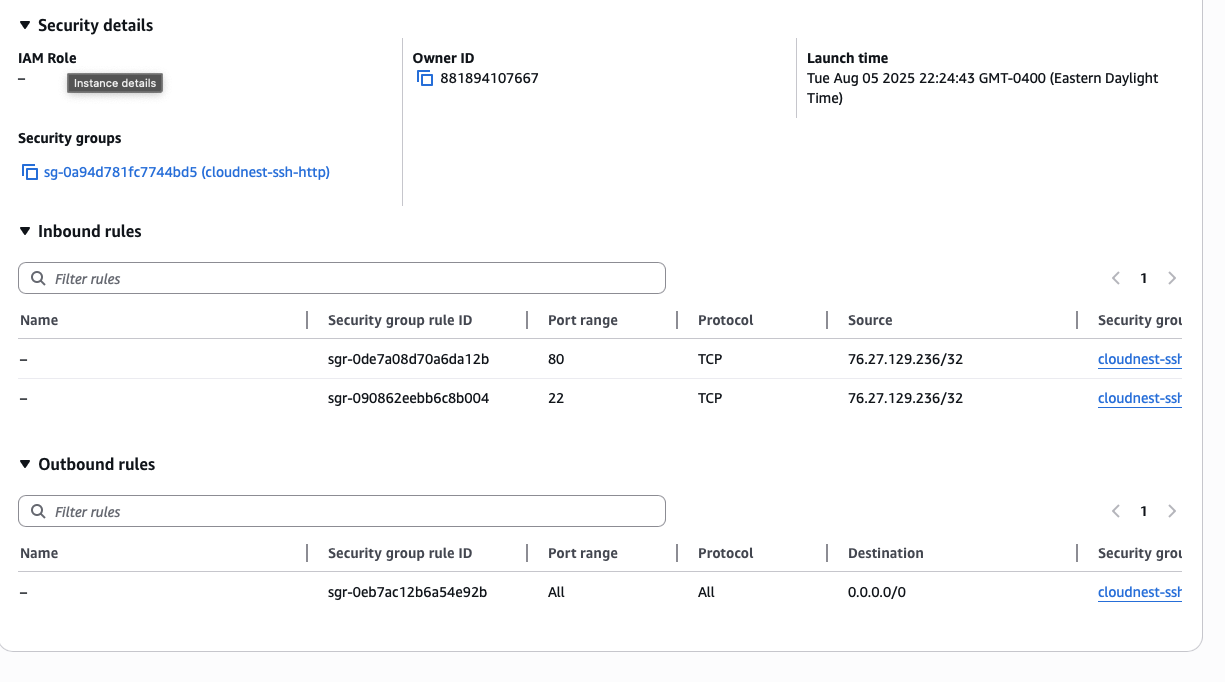 Security details
IAM Role
–
Instance details
Security groups
sg-0a94d781fc7744bd5 (cloudnest-ssh-http)
Owner ID
881894107667
Launch time
Tue Aug 05 2025 22:24:43 GMT-0400 (Eastern Daylight
Time)
Inbound rules
Filter rules
1
Name Security group rule ID Port range Protocol Source Security grou
– sgr-0de7a08d70a6da12b 80 TCP 76.27.129.236/32 cloudnest-ssh
– sgr-090862eebb6c8b004 22 TCP 76.27.129.236/32 cloudnest-ssh
Outbound rules
Filter rules
1
Name Security group rule ID Port range Protocol Destination Security grou
– sgr-0eb7ac12b6a54e92b All All 0.0.0.0/0 cloudnest-ssh